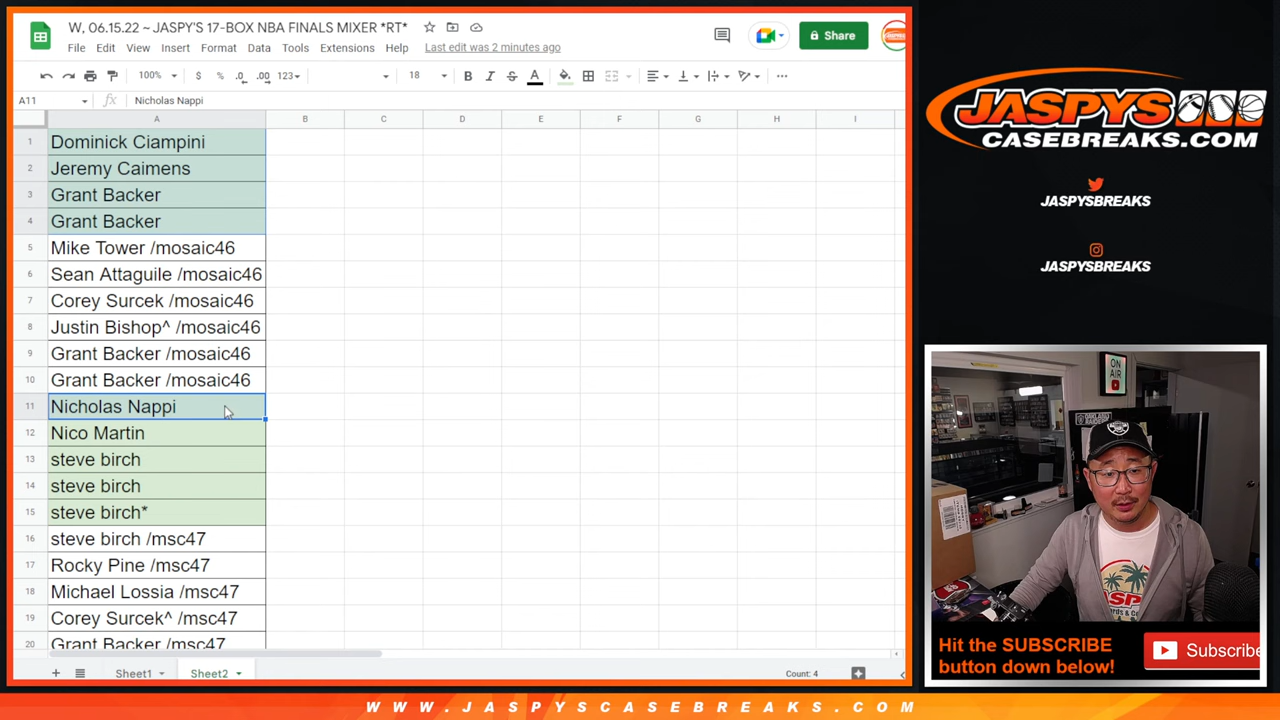 W, 06.15.22 ~ JASPY'S 17-BOX NBA FINALS MIXER *RT*
File Edit View Insert Format Data Tools Extensions Help Last edit was 2 minutes ago
Share
100% $ % .0 .00 123 18 B I S A
A11 fx Nicholas Nappi
A B C D E F G H I
1 Dominick Ciampini
2 Jeremy Caimens
3 Grant Backer
4 Grant Backer
5 Mike Tower /mosaic46
6 Sean Attaguile /mosaic46
7 Corey Surcek /mosaic46
8 Justin Bishop^ /mosaic46
9 Grant Backer /mosaic46
10 Grant Backer /mosaic46
11 Nicholas Nappi
12 Nico Martin
13 steve birch
14 steve birch
15 steve birch*
16 steve birch /msc47
17 Rocky Pine /msc47
18 Michael Lossia /msc47
19 Corey Surcek^ /msc47
20 Grant Backer /msc47
Sheet1 Sheet2 Count: 4
JASPYS
CASEBREAKS.COM
JASPYSBREAKS
JASPYSBREAKS
ON
AIR
Hit the SUBSCRIBE
button down below!
Subscribe
WWW.JASPYSCASEBREAKS.COM